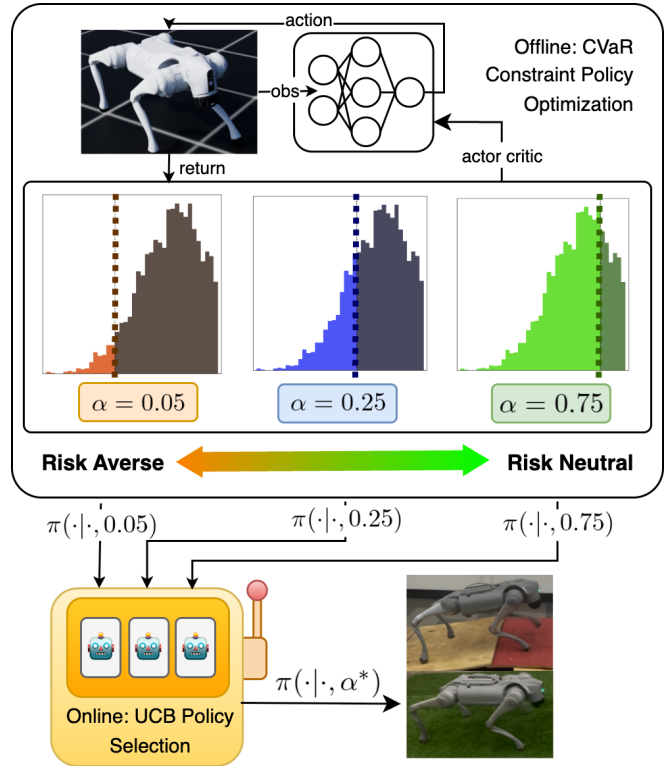 action
obs
Offline: CVaR
Constraint Policy
Optimization
return
actor critic
α = 0.05
α = 0.25
α = 0.75
Risk Averse
Risk Neutral
π(·|·, 0.05)
π(·|·, 0.25)
π(·|·, 0.75)
π(·|·, α*)
Online: UCB Policy
Selection